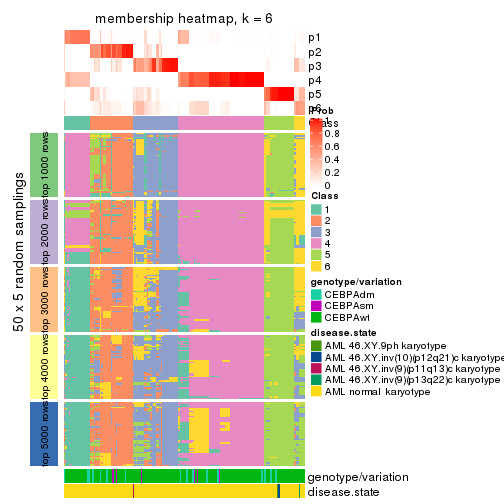 membership heatmap, k = 6
p1
p2
p3
p4
p5
p6
Prob
Class
0.8
0.6
0.4
0.2
0
Class
1
2
3
4
5
6
genotype/variation
CEBPAdm
CEBPAsm
CEBPAwt
disease.state
AML 46.XY.9ph karyotype
AML 46.XY.inv(10)(p12q21)c karyotype
AML 46.XY.inv(9)(p11q13)c karyotype
AML 46.XY.inv(9)(p13q22)c karyotype
AML normal karyotype
50 x 5 random samplings
top 1000 rows
top 2000 rows
top 3000 rows
top 4000 rows
top 5000 rows
genotype/variation
disease.state